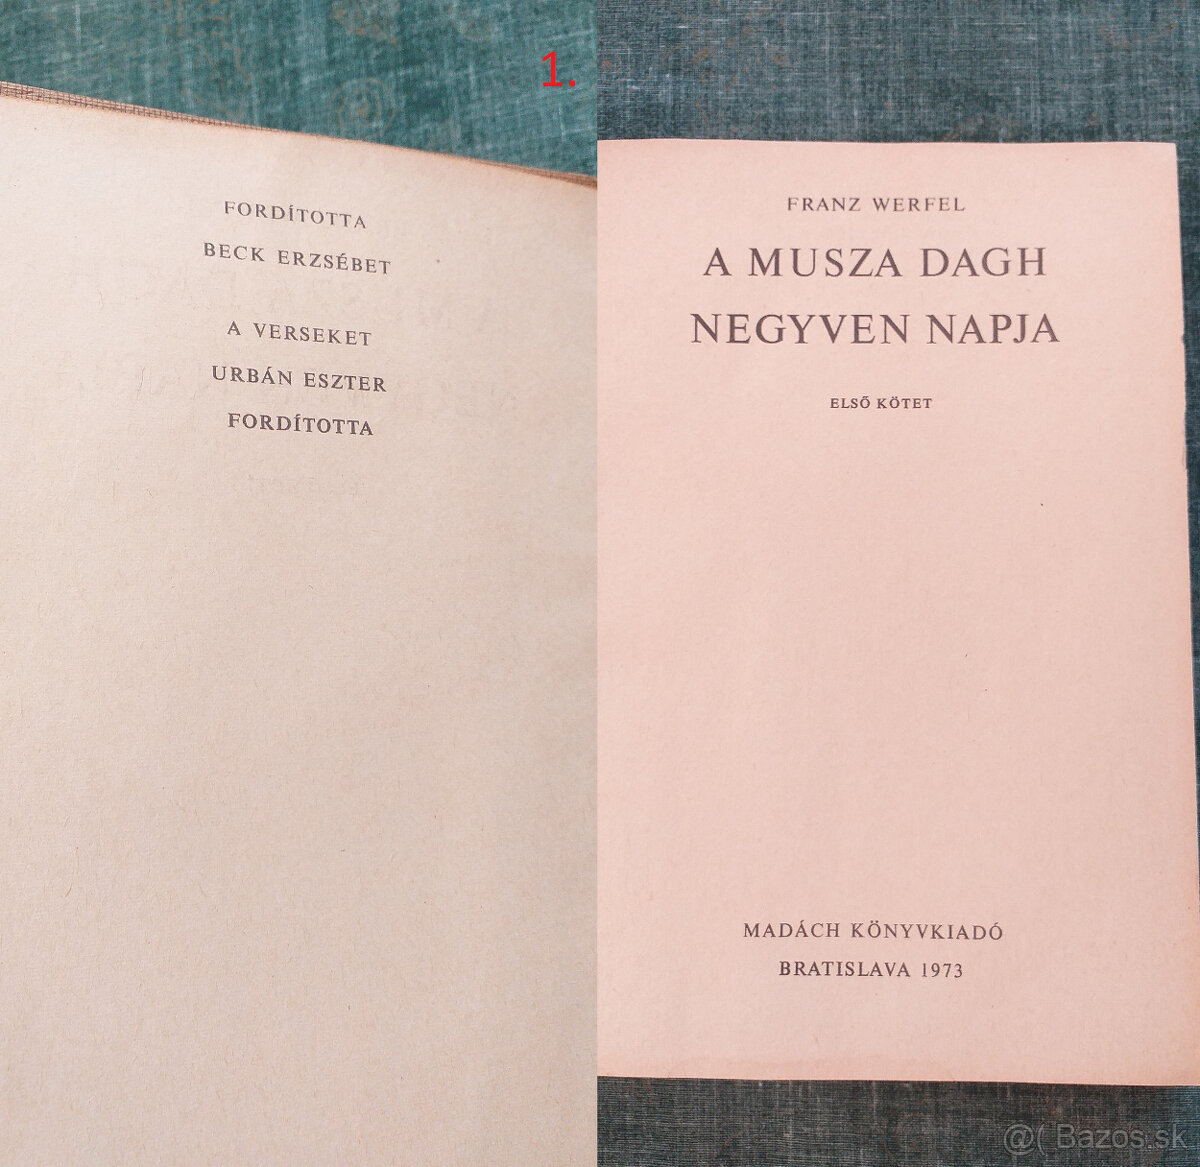 1.
FORDÍTOTTA
BECK ERZSÉBET
A VERSEKET
URBÁN ESZTER
FORDÍTOTTA
FRANZ WERFEL
A MUSZA DAGH
NEGYVEN NAPJA
ELSŐ KÖTET
MADÁCH KÖNYVKIADÓ
BRATISLAVA 1973
@( Bazos.sk